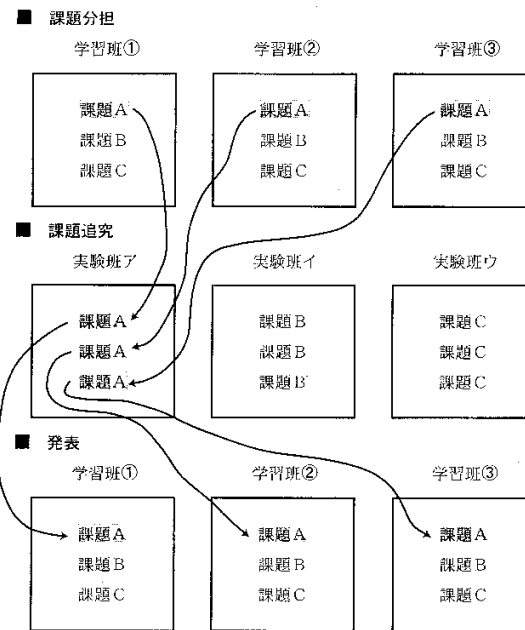 ■ 課題分担
学習班① 学習班② 学習班③
課題A 課題A 課題A
課題B 課題B 課題B
課題C 課題C 課題C
■ 課題追究
実験班ア 実験班イ 実験班ウ
課題A 課題B 課題C
課題A 課題B 課題C
課題A 課題B 課題C
■ 発表
学習班① 学習班② 学習班③
課題A 課題A 課題A
課題B 課題B 課題B
課題C 課題C 課題C